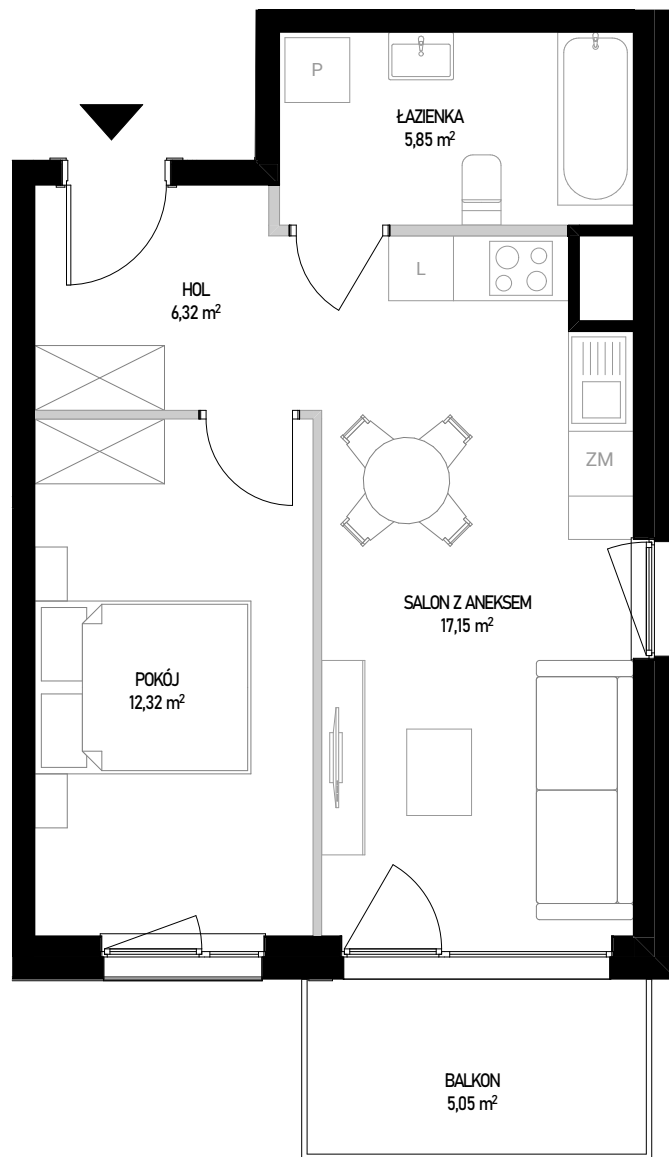 P
ŁAZIENKA
5,85 m²
HOL
6,32 m²
L
ZM
SALON Z ANEKSEM
17,15 m²
POKÓJ
12,32 m²
BALKON
5,05 m²